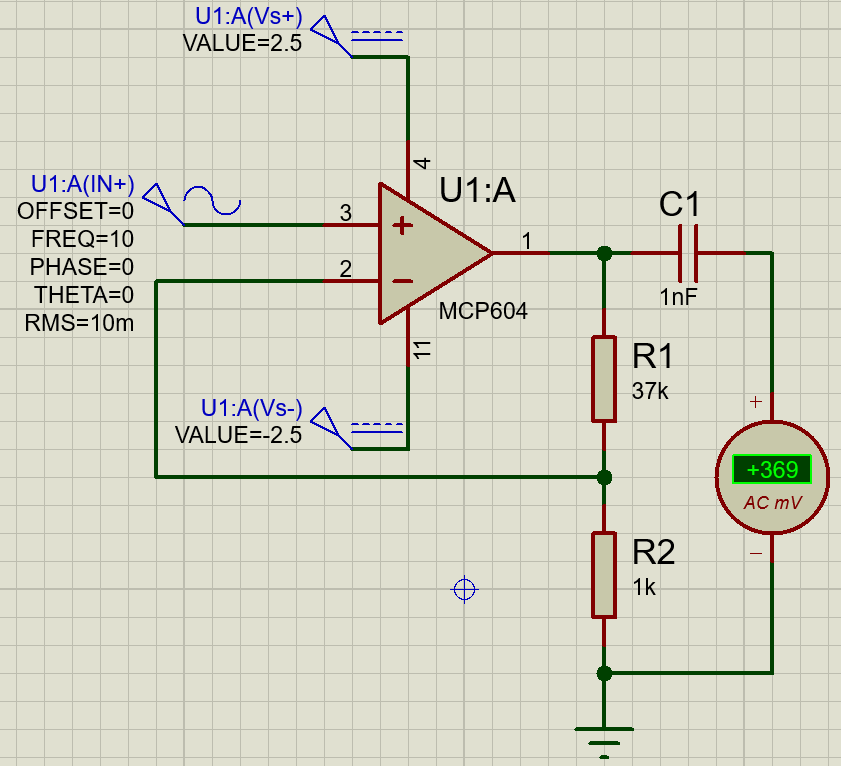 U1:A(Vs+)
VALUE=2.5
4
U1:A(IN+)
OFFSET=0
FREQ=10
PHASE=0
THETA=0
RMS=10m
3
2
+
−
U1:A
1
MCP604
11
C1
1nF
R1
37k
U1:A(Vs-)
VALUE=-2.5
+
+369
AC mV
−
R2
1k